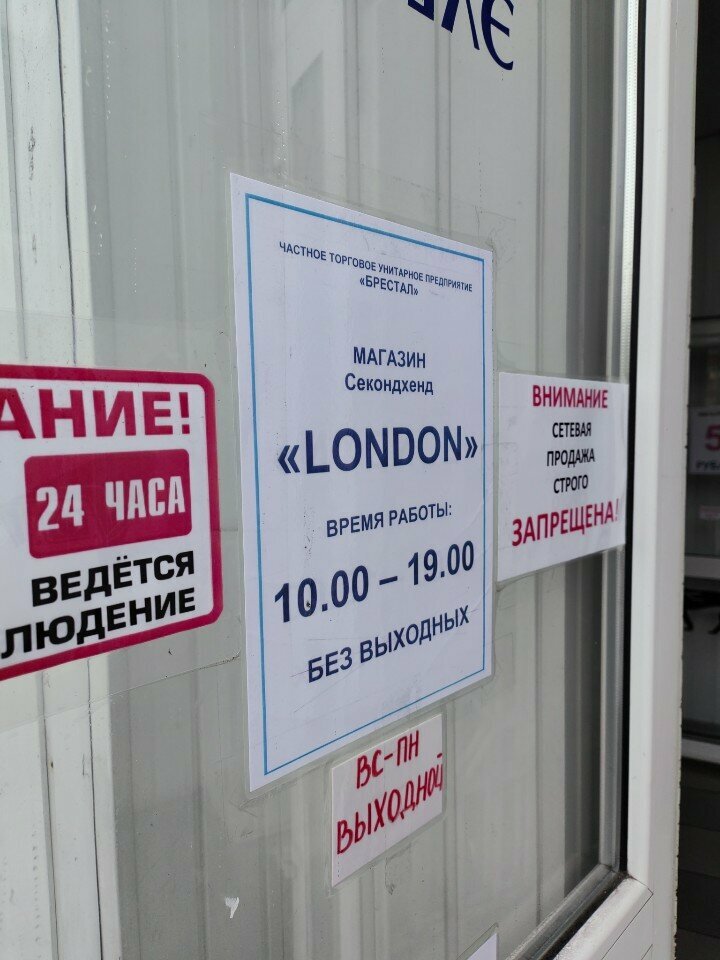 ЧАСТНОЕ ТОРГОВОЕ УНИТАРНОЕ ПРЕДПРИЯТИЕ
«БРЕСТАЛ»
МАГАЗИН
Секондхенд
«LONDON»
ВРЕМЯ РАБОТЫ:
10.00 – 19.00
БЕЗ ВЫХОДНЫХ
ВС-ПН
ВЫХОДНОЙ
АНИЕ!
24 ЧАСА
ВЕДЁТСЯ
ЛЮДЕНИЕ
ВНИМАНИЕ
СЕТЕВАЯ
ПРОДАЖА
СТРОГО
ЗАПРЕЩЕНА!